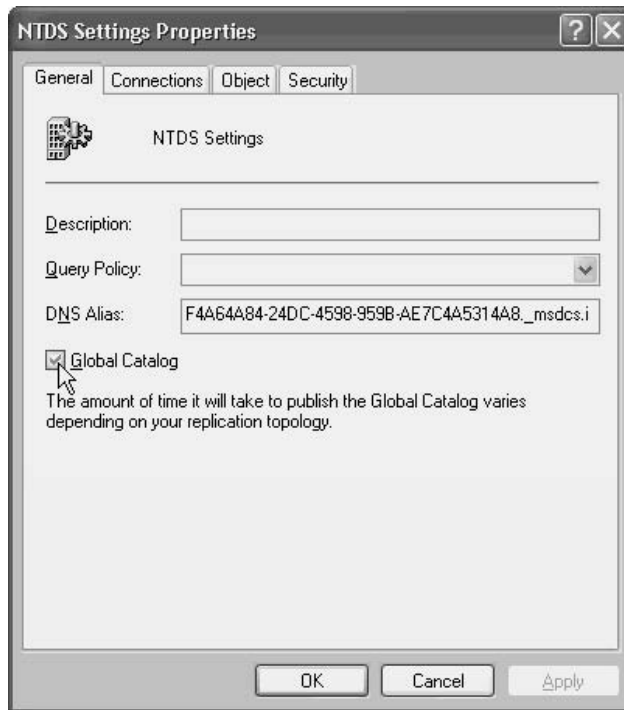 NTDS Settings Properties
General Connections Object Security
NTDS Settings
Description:
Query Policy:
DNS Alias: F4A64A84-24DC-4598-959B-AE7C4A5314A8._msdcs.i
Global Catalog
The amount of time it will take to publish the Global Catalog varies
depending on your replication topology.
OK Cancel Apply